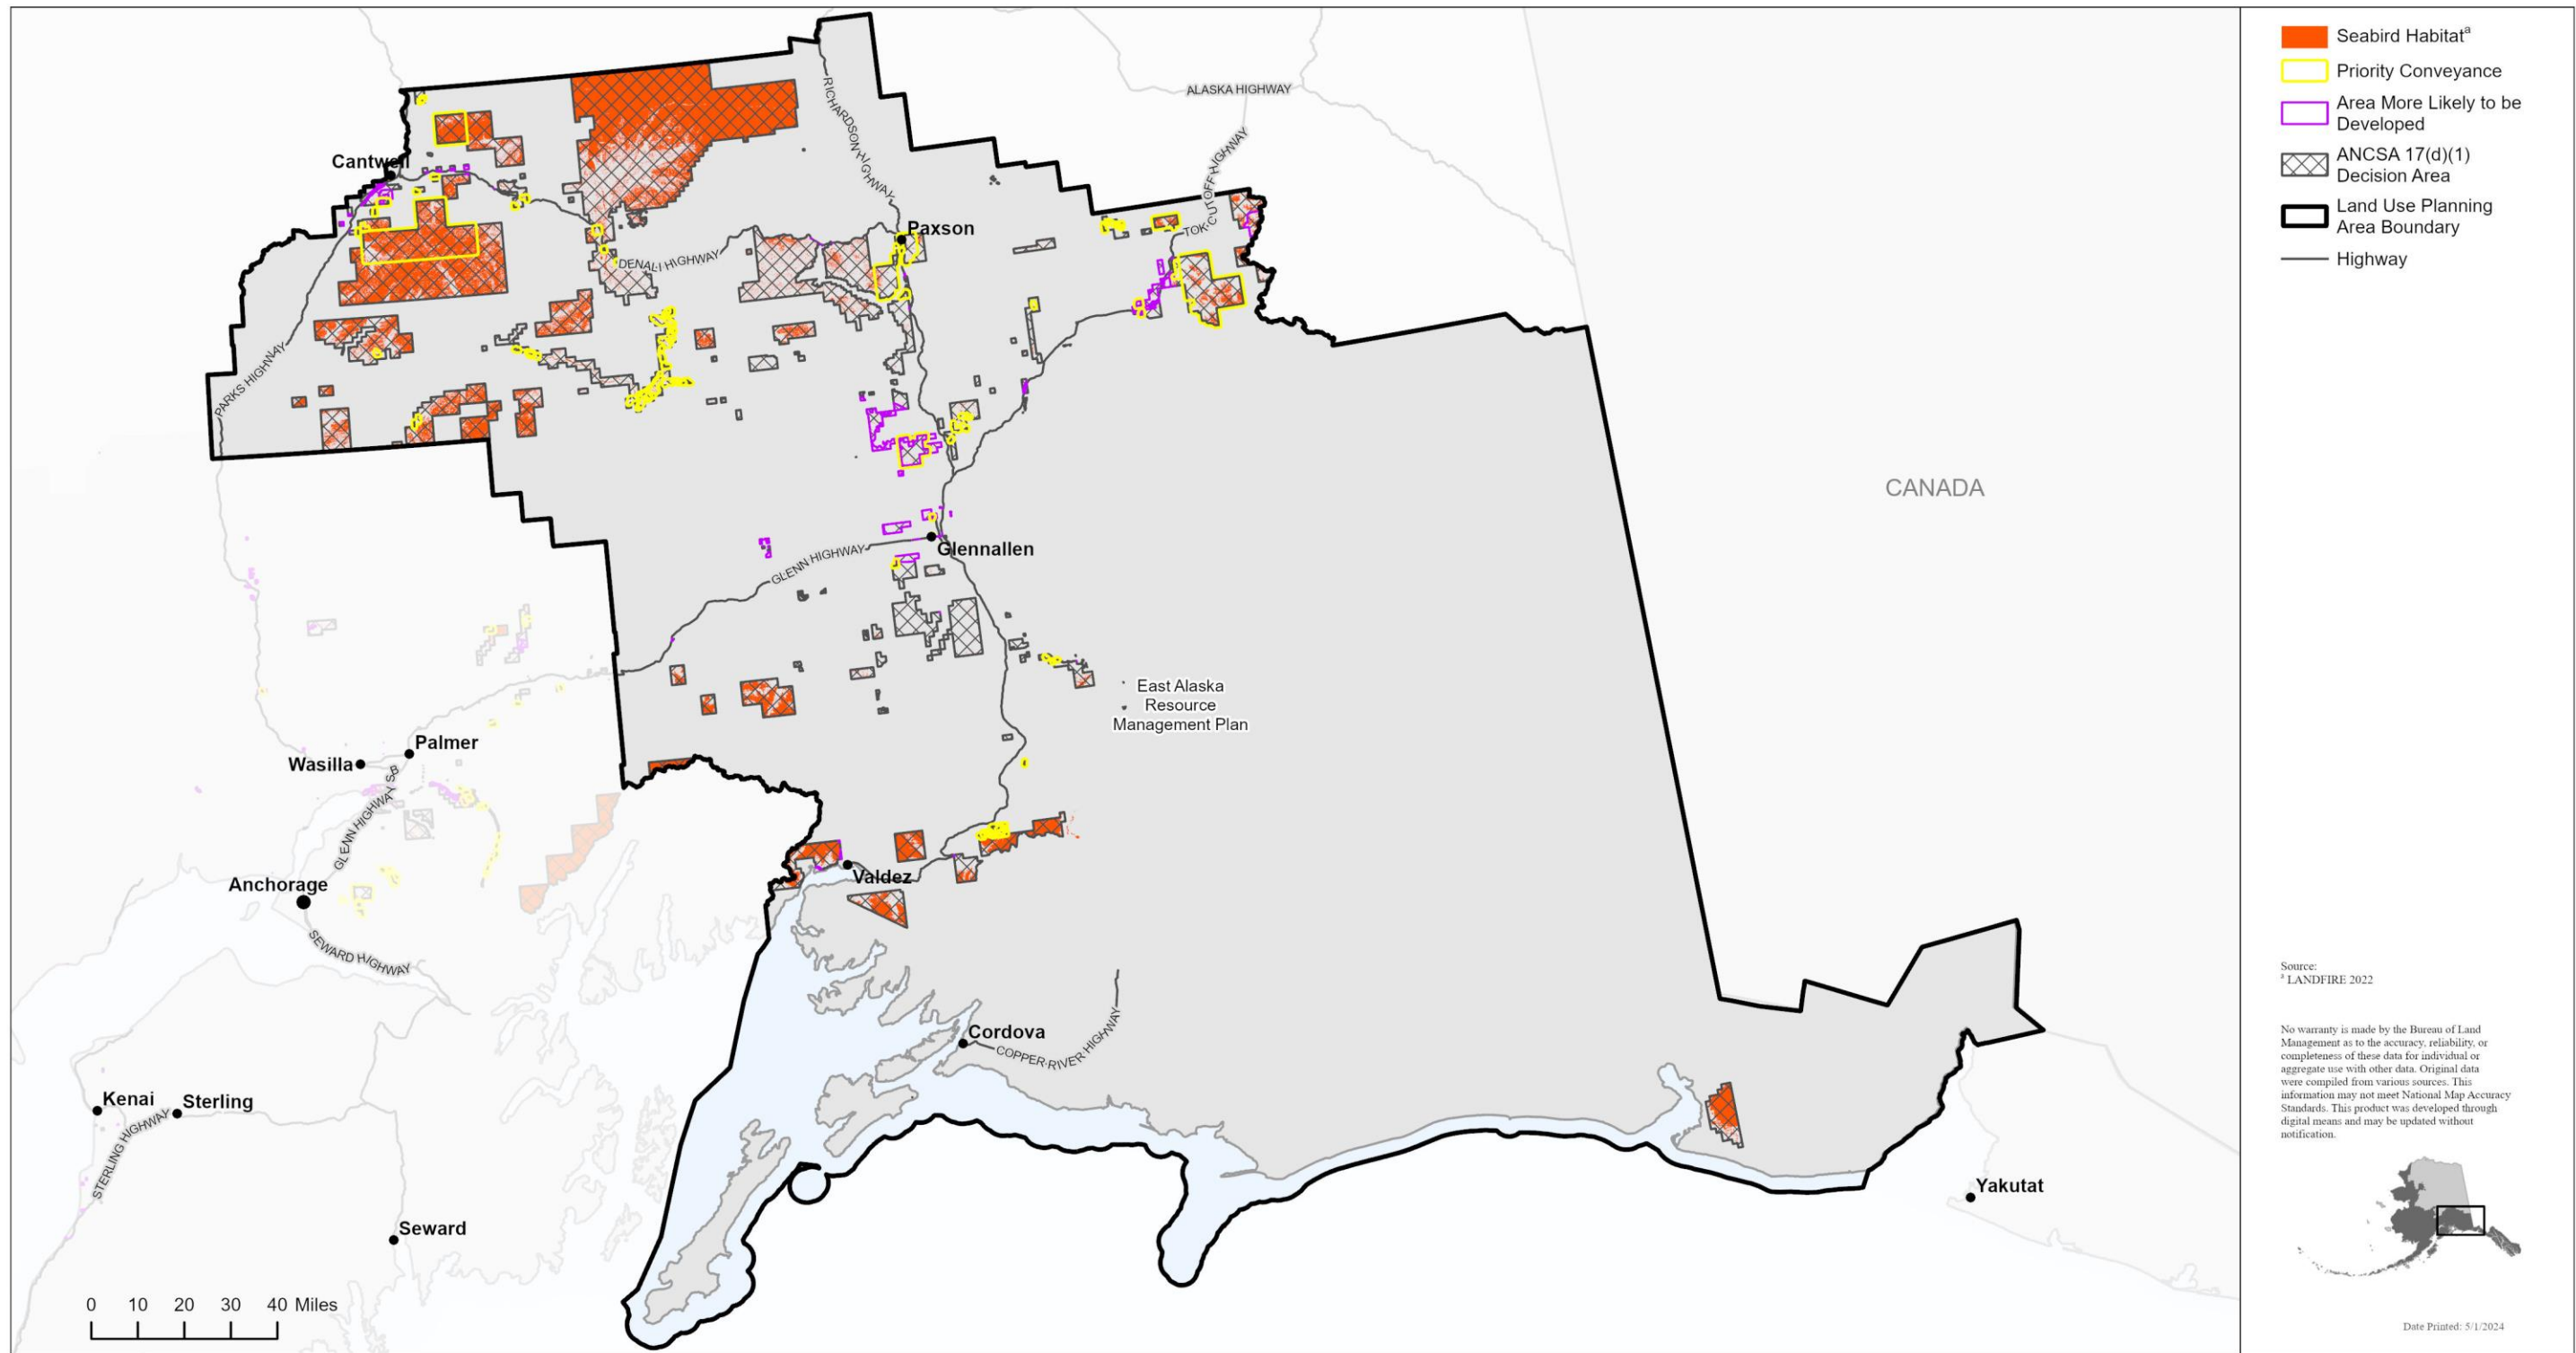 ALASKA HIGHWAY
RICHARDSON HIGHWAY
TOK CUTOFF HIGHWAY
Cantwell
Paxson
DENALI HIGHWAY
PARKS HIGHWAY
CANADA
GLENN HIGHWAY
Glennallen
East Alaska
Resource
Management Plan
Palmer
Wasilla
GLENN HIGHWAY SB
Anchorage
Valdez
SEWARD HIGHWAY
Cordova
COPPER RIVER HIGHWAY
Kenai
Sterling
STERLING HIGHWAY
Seward
Yakutat
0 10 20 30 40 Miles
Seabird Habitatᵃ
Priority Conveyance
Area More Likely to be
Developed
ANCSA 17(d)(1)
Decision Area
Land Use Planning
Area Boundary
Highway
Source:
ᵃ LANDFIRE 2022
No warranty is made by the Bureau of Land
Management as to the accuracy, reliability, or
completeness of these data for individual or
aggregate use with other data. Original data
were compiled from various sources. This
information may not meet National Map Accuracy
Standards. This product was developed through
digital means and may be updated without
notification.
Date Printed: 5/1/2024